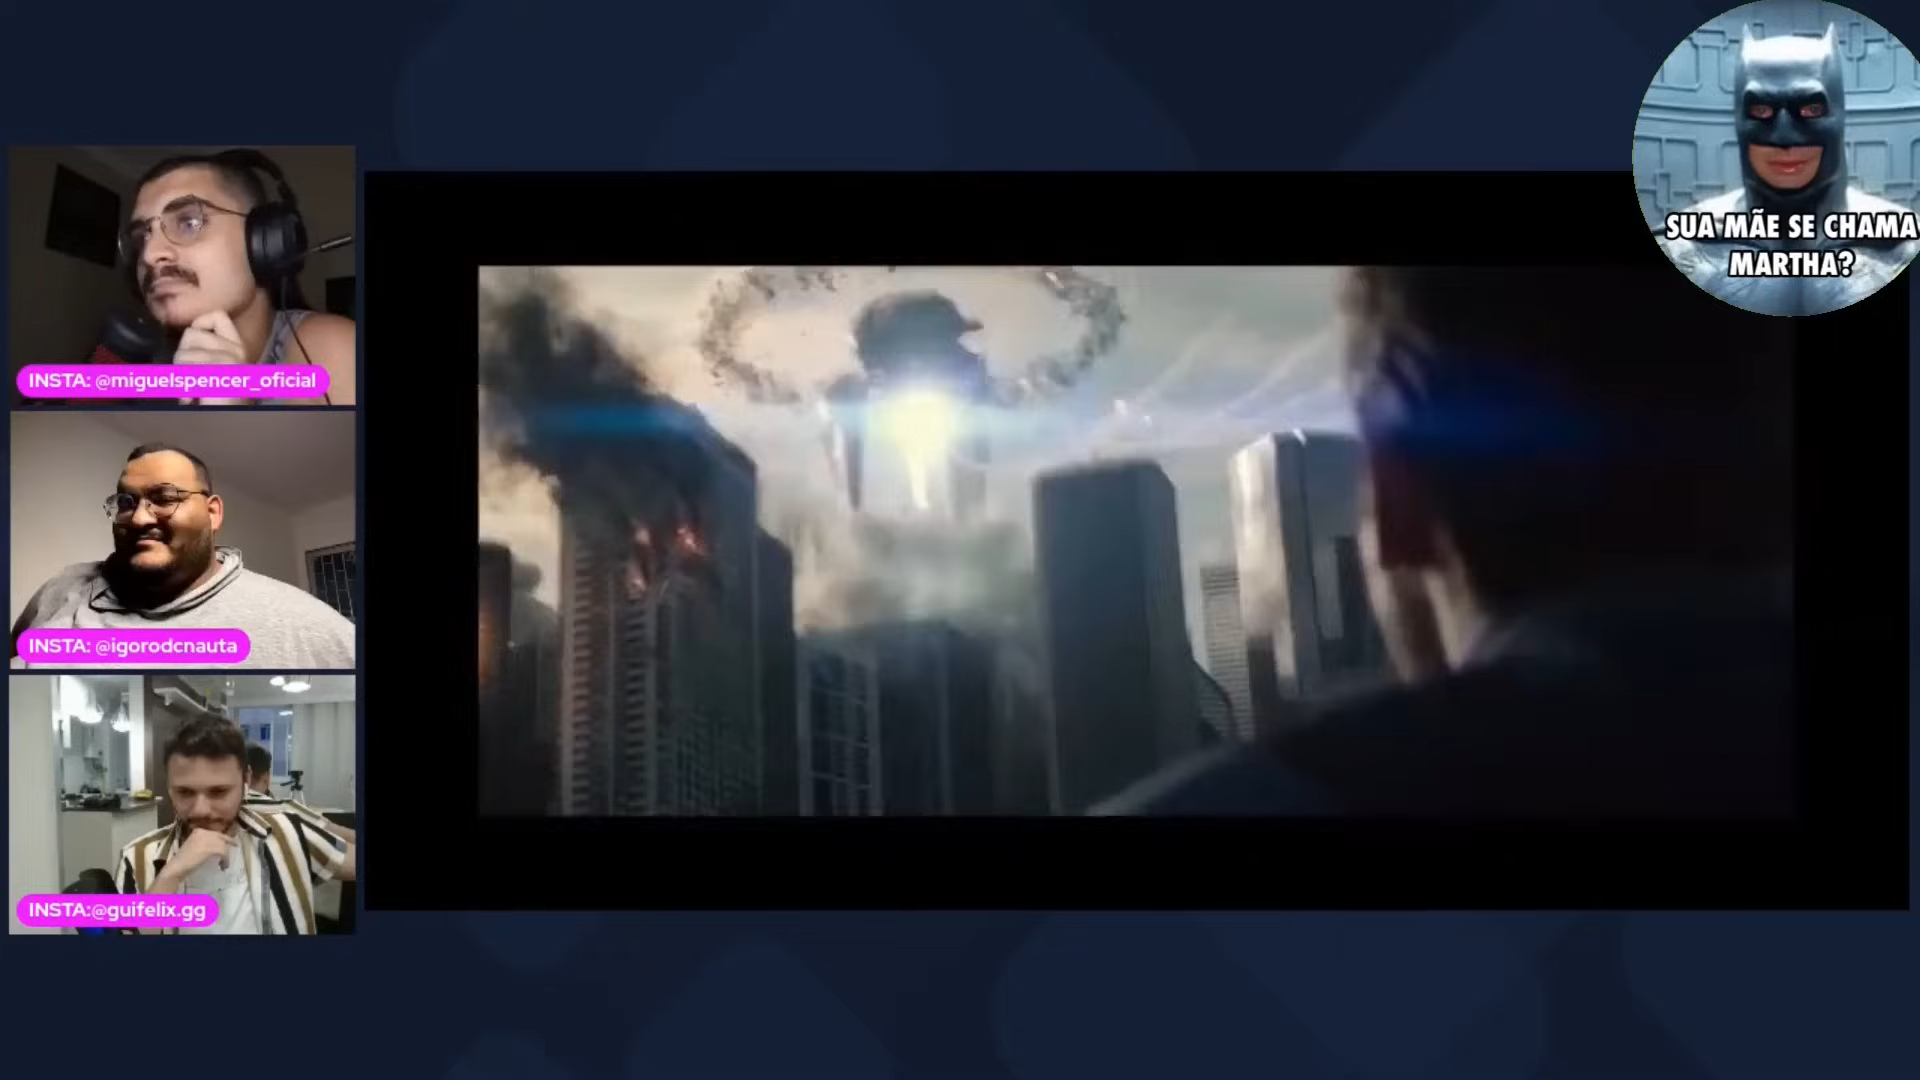 SUA MÃE SE CHAMA
MARTHA?
INSTA: @miguelspencer_oficial
INSTA: @igorodcnauta
INSTA:@guifelix.gg